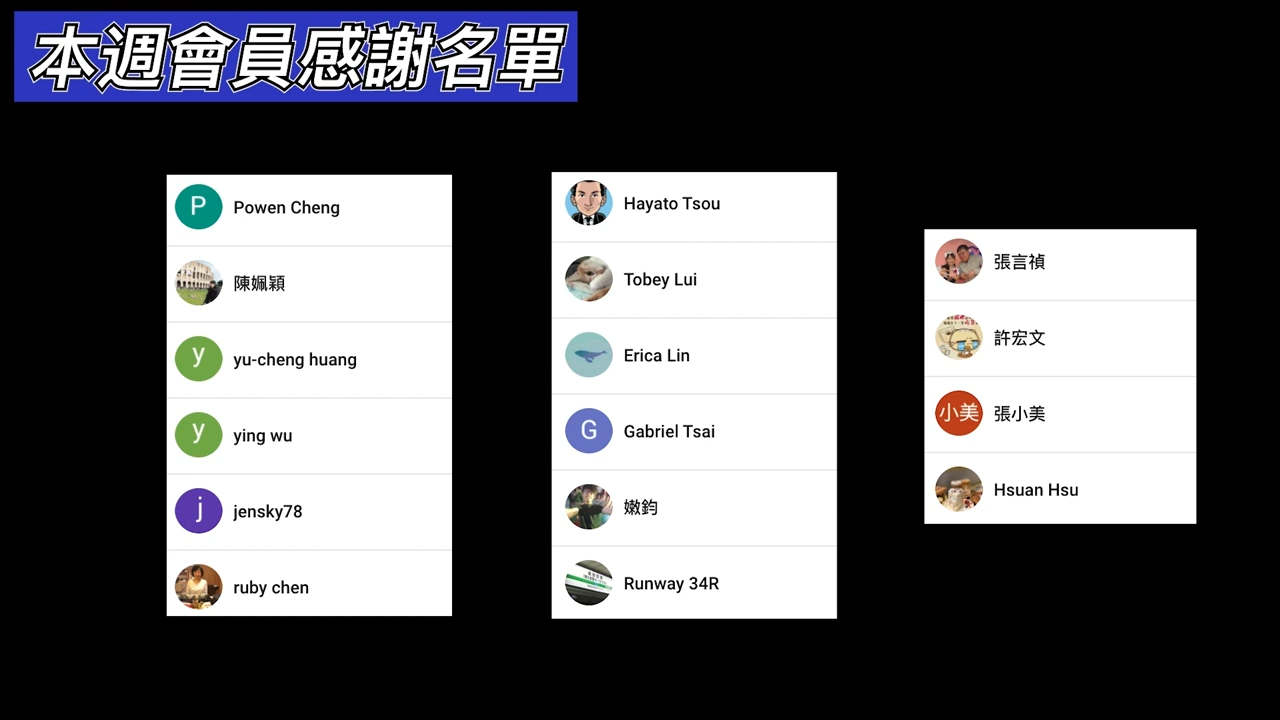 本週會員感謝名單
P
Powen Cheng
陳姵穎
y
yu-cheng huang
y
ying wu
j
jensky78
ruby chen
Hayato Tsou
Tobey Lui
Erica Lin
G
Gabriel Tsai
嫩鈞
Runway 34R
張言禎
許宏文
小美
張小美
Hsuan Hsu